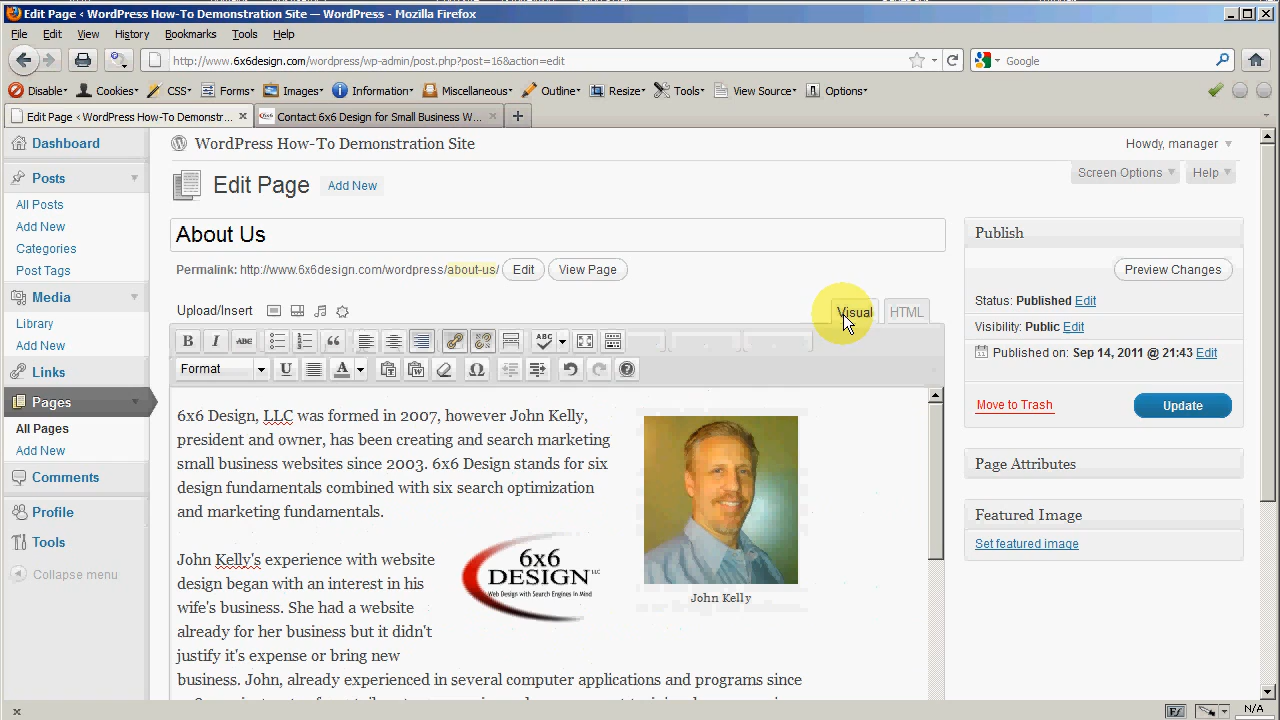 Edit Page < WordPress How-To Demonstration Site — WordPress - Mozilla Firefox
File Edit View History Bookmarks Tools Help
http://www.6x6design.com/wordpress/wp-admin/post.php?post=16&action=edit
Google
Disable Cookies CSS Forms Images Information Miscellaneous Outline Resize Tools View Source Options
Edit Page < WordPress How-To Demonstr...
Contact 6x6 Design for Small Business W...
Dashboard
Posts
All Posts
Add New
Categories
Post Tags
Media
Library
Add New
Links
Pages
All Pages
Add New
Comments
Profile
Tools
Collapse menu
WordPress How-To Demonstration Site
Howdy, manager
Screen Options
Help
Edit Page
Add New
About Us
Permalink: http://www.6x6design.com/wordpress/about-us/ Edit View Page
Upload/Insert
Visual HTML
B I ABC ABC
Format U A Ω
6x6 Design, LLC was formed in 2007, however John Kelly,
president and owner, has been creating and search marketing
small business websites since 2003. 6x6 Design stands for six
design fundamentals combined with six search optimization
and marketing fundamentals.
John Kelly's experience with website
design began with an interest in his
wife's business. She had a website
already for her business but it didn't
justify it's expense or bring new
business. John, already experienced in several computer applications and programs since
6x6
DESIGN LLC
Web Design with Search Engines In Mind
John Kelly
Publish
Preview Changes
Status: Published Edit
Visibility: Public Edit
Published on: Sep 14, 2011 @ 21:43 Edit
Move to Trash
Update
Page Attributes
Featured Image
Set featured image
N/A